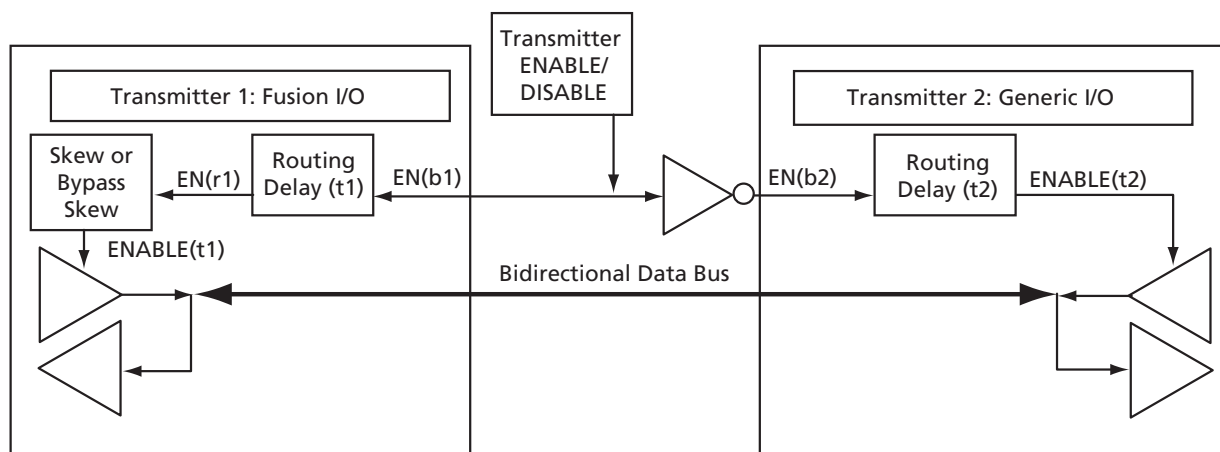 Transmitter
ENABLE/
DISABLE
Transmitter 1: Fusion I/O
Transmitter 2: Generic I/O
Skew or
Bypass
Skew
EN(r1)
Routing
Delay (t1)
EN(b1)
EN(b2)
Routing
Delay (t2)
ENABLE(t2)
ENABLE(t1)
Bidirectional Data Bus